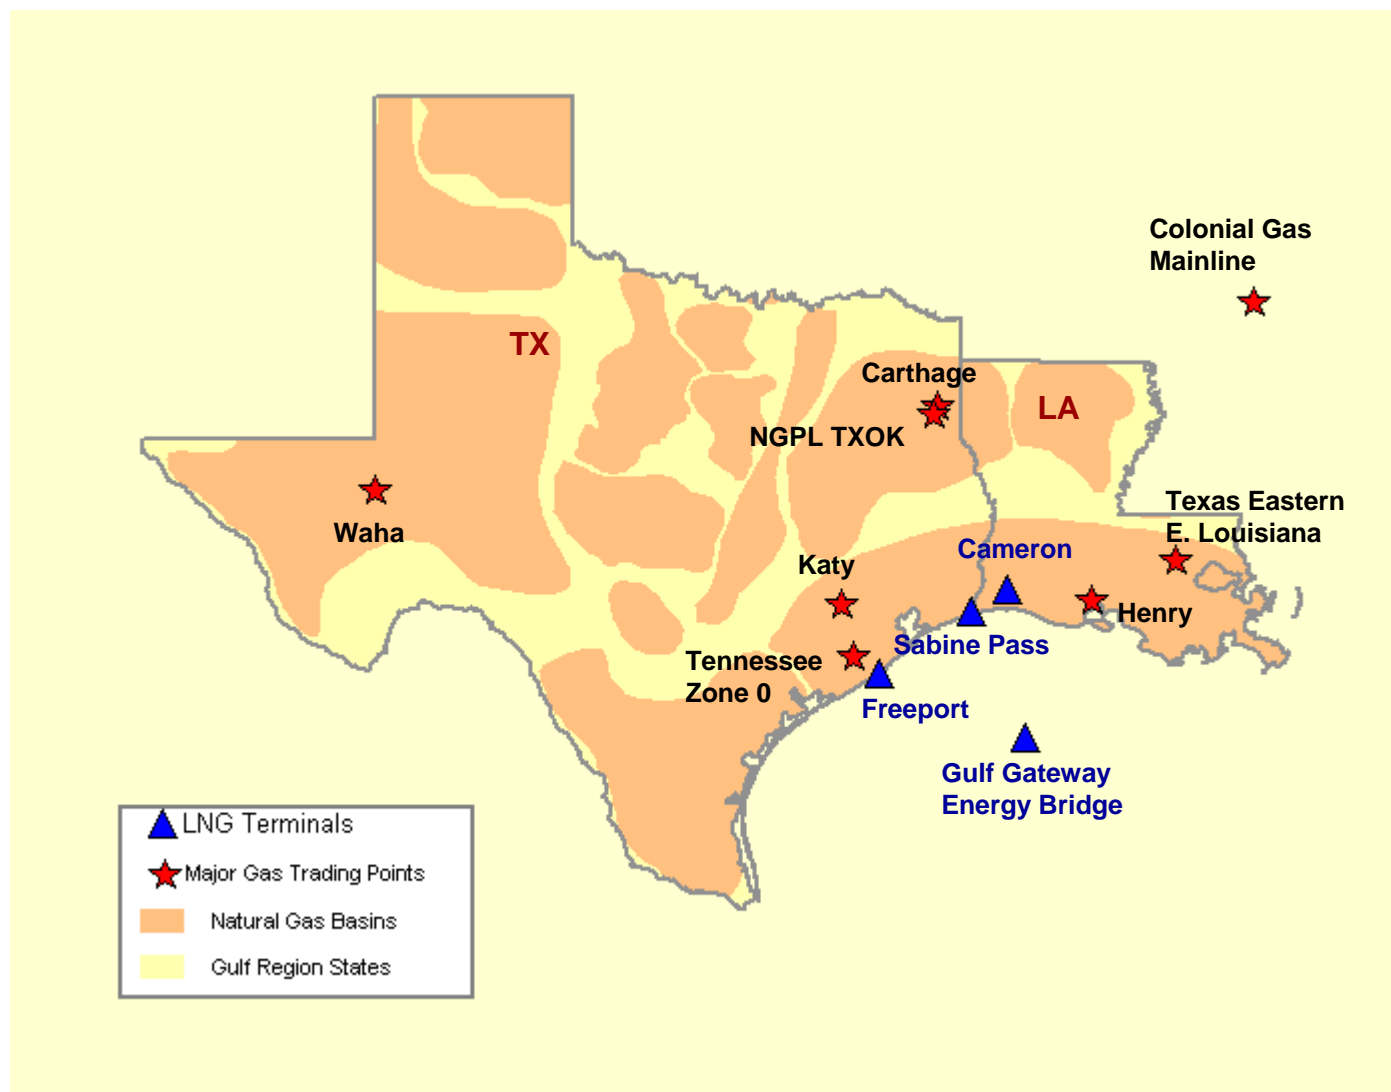 Colonial Gas
Mainline
TX
Carthage
LA
NGPL TXOK
Texas Eastern
E. Louisiana
Waha
Cameron
Katy
Henry
Sabine Pass
Tennessee
Zone 0
Freeport
Gulf Gateway
Energy Bridge
LNG Terminals
Major Gas Trading Points
Natural Gas Basins
Gulf Region States